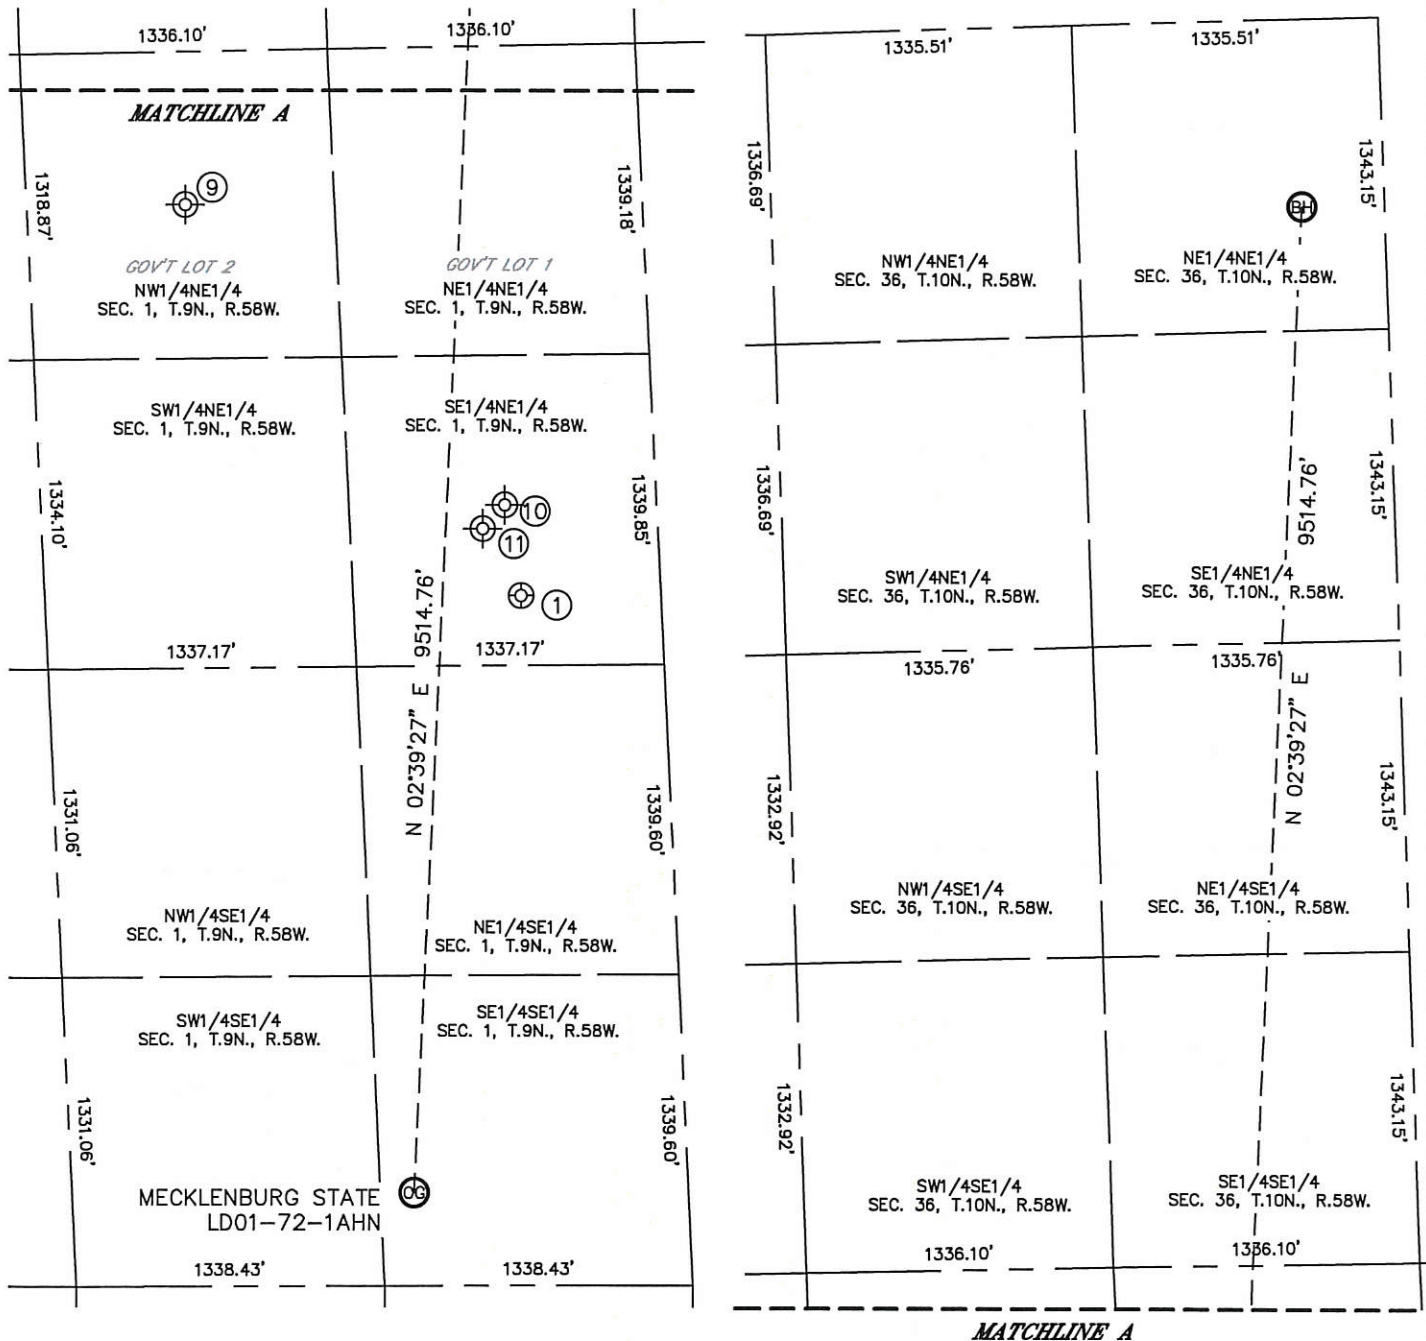 1336.10'
1336.10'
MATCHLINE A
9
1318.87'
1339.18'
GOV'T LOT 2
NW1/4NE1/4
SEC. 1, T.9N., R.58W.
GOV'T LOT 1
NE1/4NE1/4
SEC. 1, T.9N., R.58W.
SW1/4NE1/4
SEC. 1, T.9N., R.58W.
SE1/4NE1/4
SEC. 1, T.9N., R.58W.
1334.10'
1339.85'
10
11
1
1337.17'
1337.17'
N 02°39'27" E 9514.76'
1331.06'
1339.60'
NW1/4SE1/4
SEC. 1, T.9N., R.58W.
NE1/4SE1/4
SEC. 1, T.9N., R.58W.
SW1/4SE1/4
SEC. 1, T.9N., R.58W.
SE1/4SE1/4
SEC. 1, T.9N., R.58W.
1331.06'
1339.60'
MECKLENBURG STATE
LD01-72-1AHN
OG
1338.43'
1338.43'
1335.51'
1335.51'
1336.69'
1343.15'
BH
NW1/4NE1/4
SEC. 36, T.10N., R.58W.
NE1/4NE1/4
SEC. 36, T.10N., R.58W.
1336.69'
1343.15'
SW1/4NE1/4
SEC. 36, T.10N., R.58W.
SE1/4NE1/4
SEC. 36, T.10N., R.58W.
1335.76'
1335.76'
N 02°39'27" E 9514.76'
1332.92'
1343.15'
NW1/4SE1/4
SEC. 36, T.10N., R.58W.
NE1/4SE1/4
SEC. 36, T.10N., R.58W.
1332.92'
1343.15'
SW1/4SE1/4
SEC. 36, T.10N., R.58W.
SE1/4SE1/4
SEC. 36, T.10N., R.58W.
1336.10'
1336.10'
MATCHLINE A